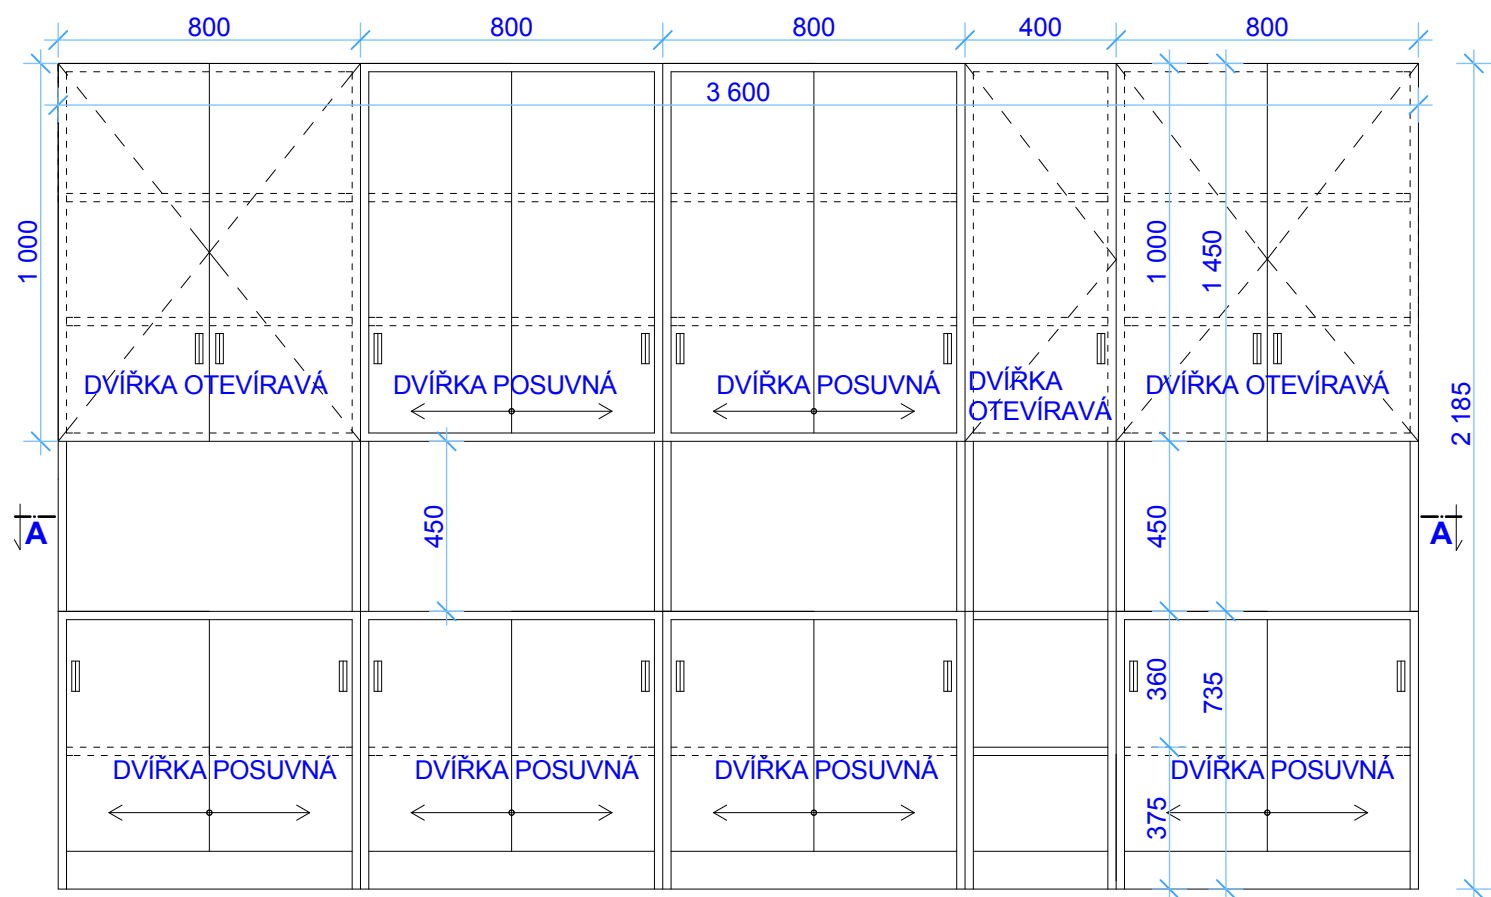 800
800
800
400
800
3 600
1 000
1 000
1 450
2 185
DVÍŘKA OTEVÍRAVÁ
DVÍŘKA POSUVNÁ
DVÍŘKA POSUVNÁ
DVÍŘKA
OTEVÍRAVÁ
DVÍŘKA OTEVÍRAVÁ
A
450
450
A
360
735
DVÍŘKA POSUVNÁ
DVÍŘKA POSUVNÁ
DVÍŘKA POSUVNÁ
DVÍŘKA POSUVNÁ
375